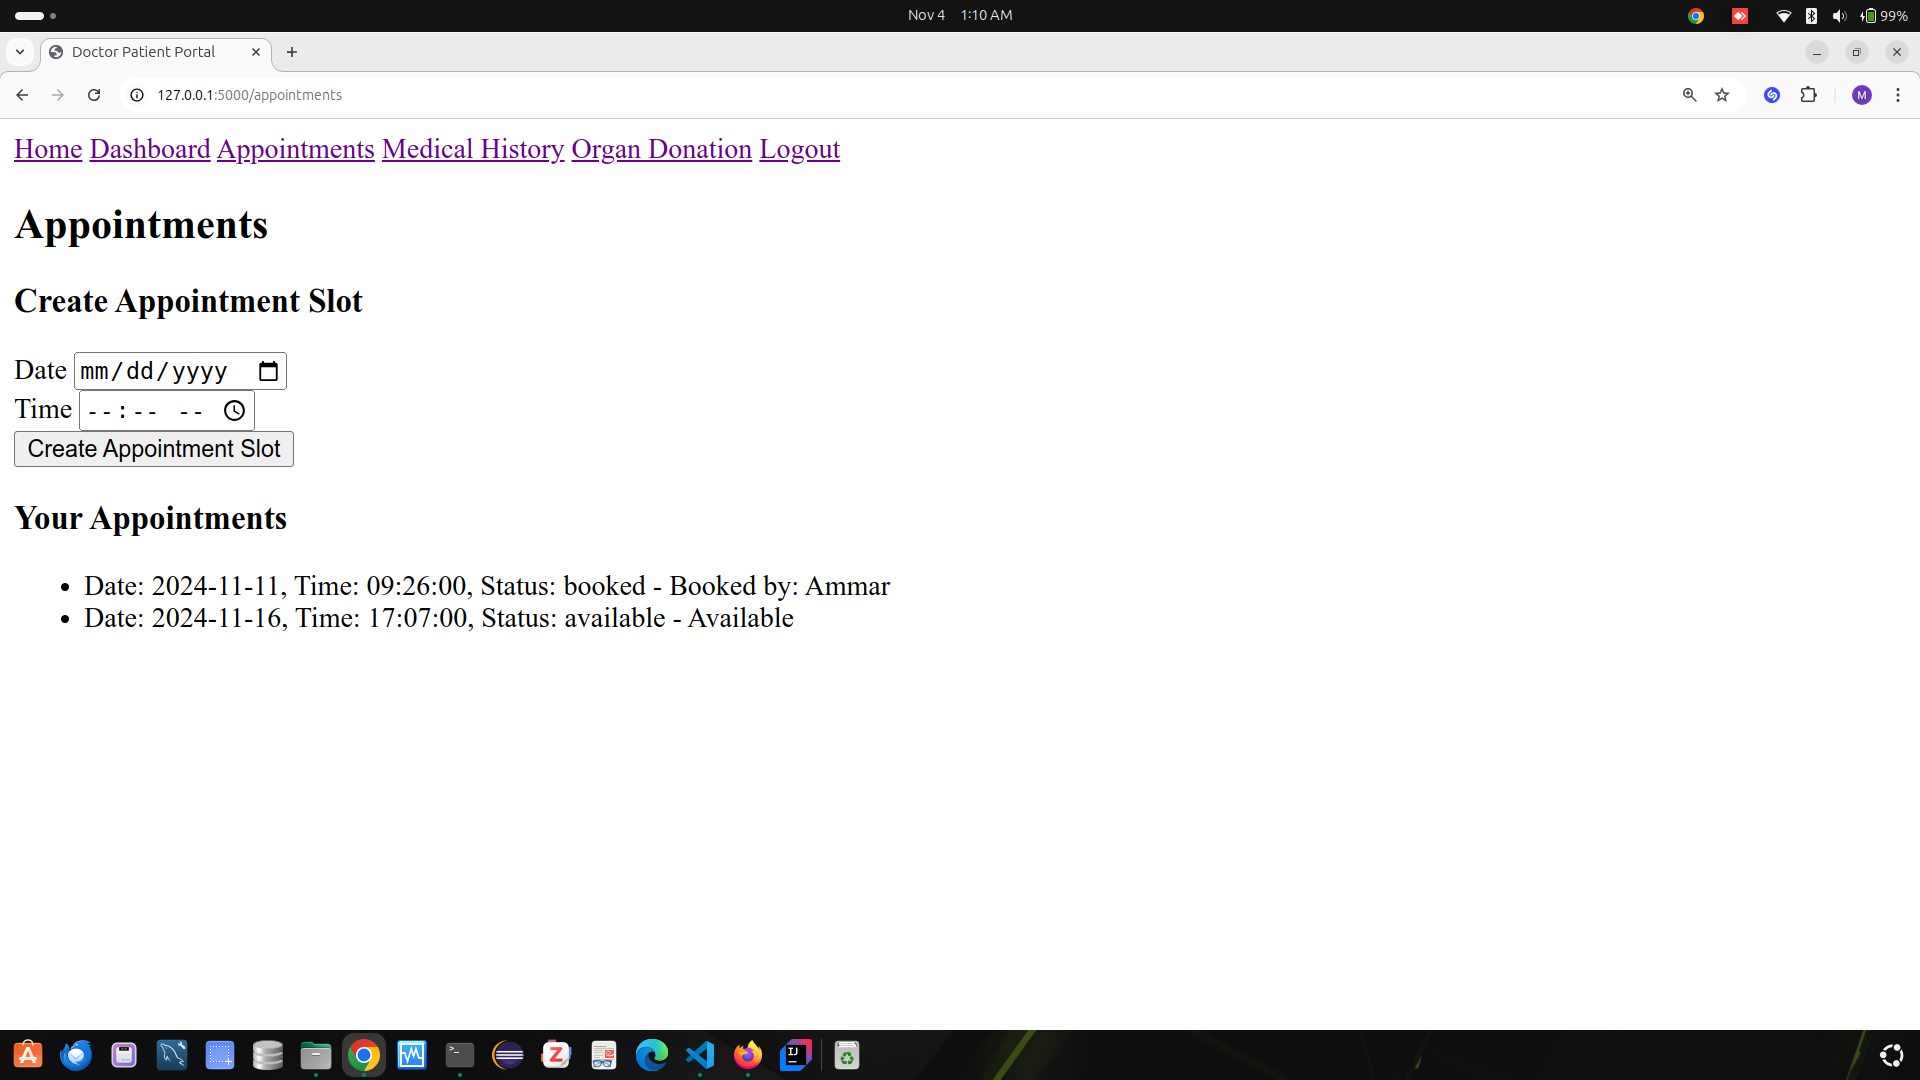 Nov 4 1:10 AM
99%
Doctor Patient Portal
127.0.0.1:5000/appointments
M
Home Dashboard Appointments Medical History Organ Donation Logout
Appointments
Create Appointment Slot
Date mm/dd/yyyy
Time --:-- --
Create Appointment Slot
Your Appointments
Date: 2024-11-11, Time: 09:26:00, Status: booked - Booked by: Ammar
Date: 2024-11-16, Time: 17:07:00, Status: available - Available
Z
IJ